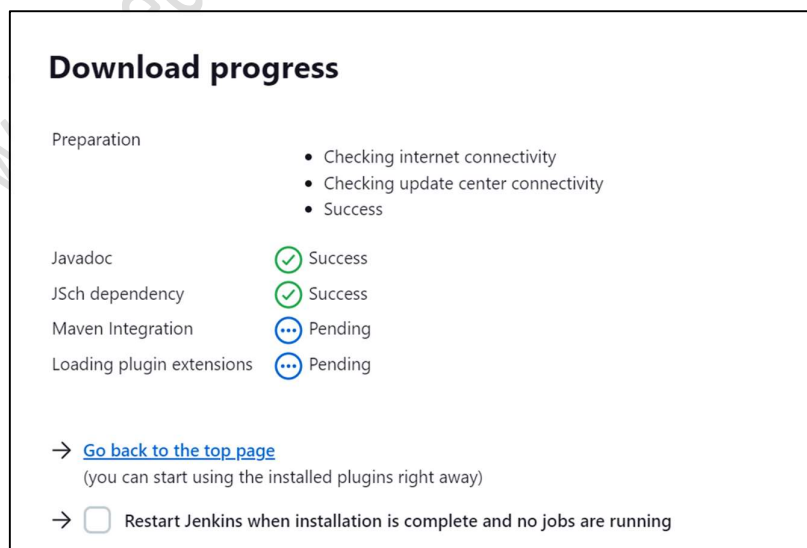 Download progress
Preparation
• Checking internet connectivity
• Checking update center connectivity
• Success
Javadoc Success
JSch dependency Success
Maven Integration Pending
Loading plugin extensions Pending
→ Go back to the top page
(you can start using the installed plugins right away)
→ Restart Jenkins when installation is complete and no jobs are running